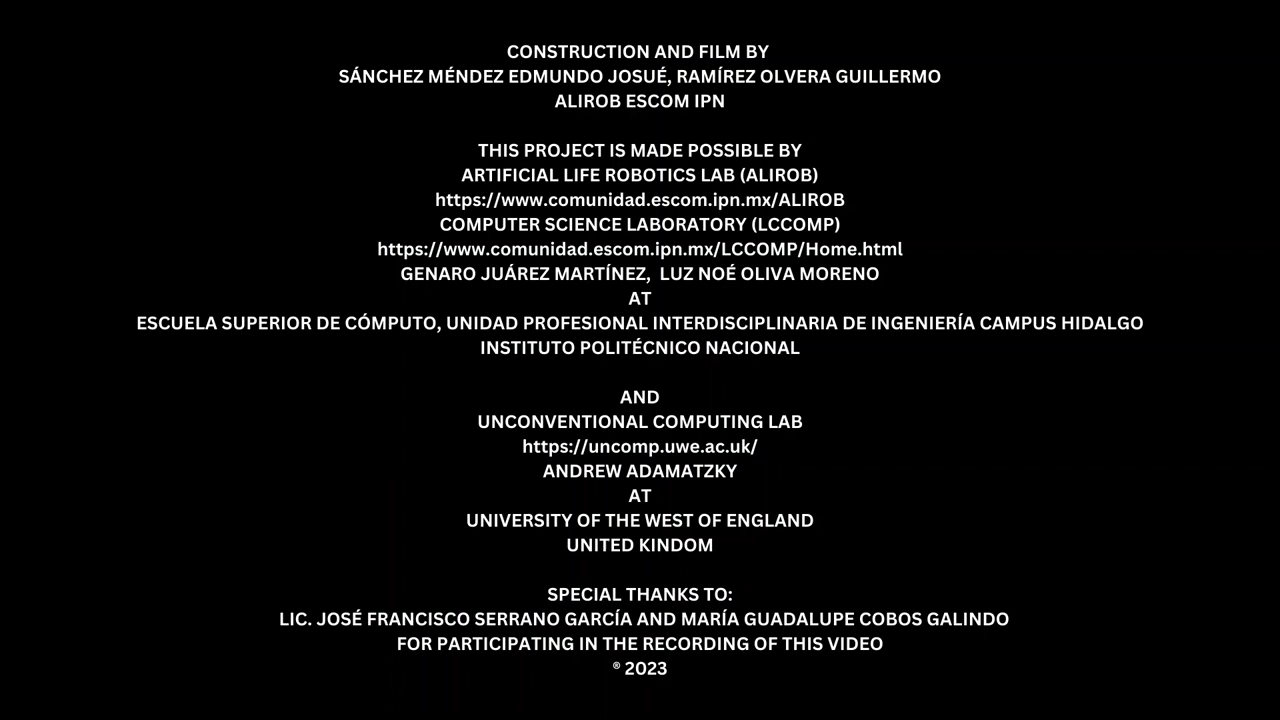 CONSTRUCTION AND FILM BY
SÁNCHEZ MÉNDEZ EDMUNDO JOSUÉ, RAMÍREZ OLVERA GUILLERMO
ALIROB ESCOM IPN
THIS PROJECT IS MADE POSSIBLE BY
ARTIFICIAL LIFE ROBOTICS LAB (ALIROB)
https://www.comunidad.escom.ipn.mx/ALIROB
COMPUTER SCIENCE LABORATORY (LCCOMP)
https://www.comunidad.escom.ipn.mx/LCCOMP/Home.html
GENARO JUÁREZ MARTÍNEZ, LUZ NOÉ OLIVA MORENO
AT
ESCUELA SUPERIOR DE CÓMPUTO, UNIDAD PROFESIONAL INTERDISCIPLINARIA DE INGENIERÍA CAMPUS HIDALGO
INSTITUTO POLITÉCNICO NACIONAL
AND
UNCONVENTIONAL COMPUTING LAB
https://uncomp.uwe.ac.uk/
ANDREW ADAMATZKY
AT
UNIVERSITY OF THE WEST OF ENGLAND
UNITED KINDOM
SPECIAL THANKS TO:
LIC. JOSÉ FRANCISCO SERRANO GARCÍA AND MARÍA GUADALUPE COBOS GALINDO
FOR PARTICIPATING IN THE RECORDING OF THIS VIDEO
® 2023